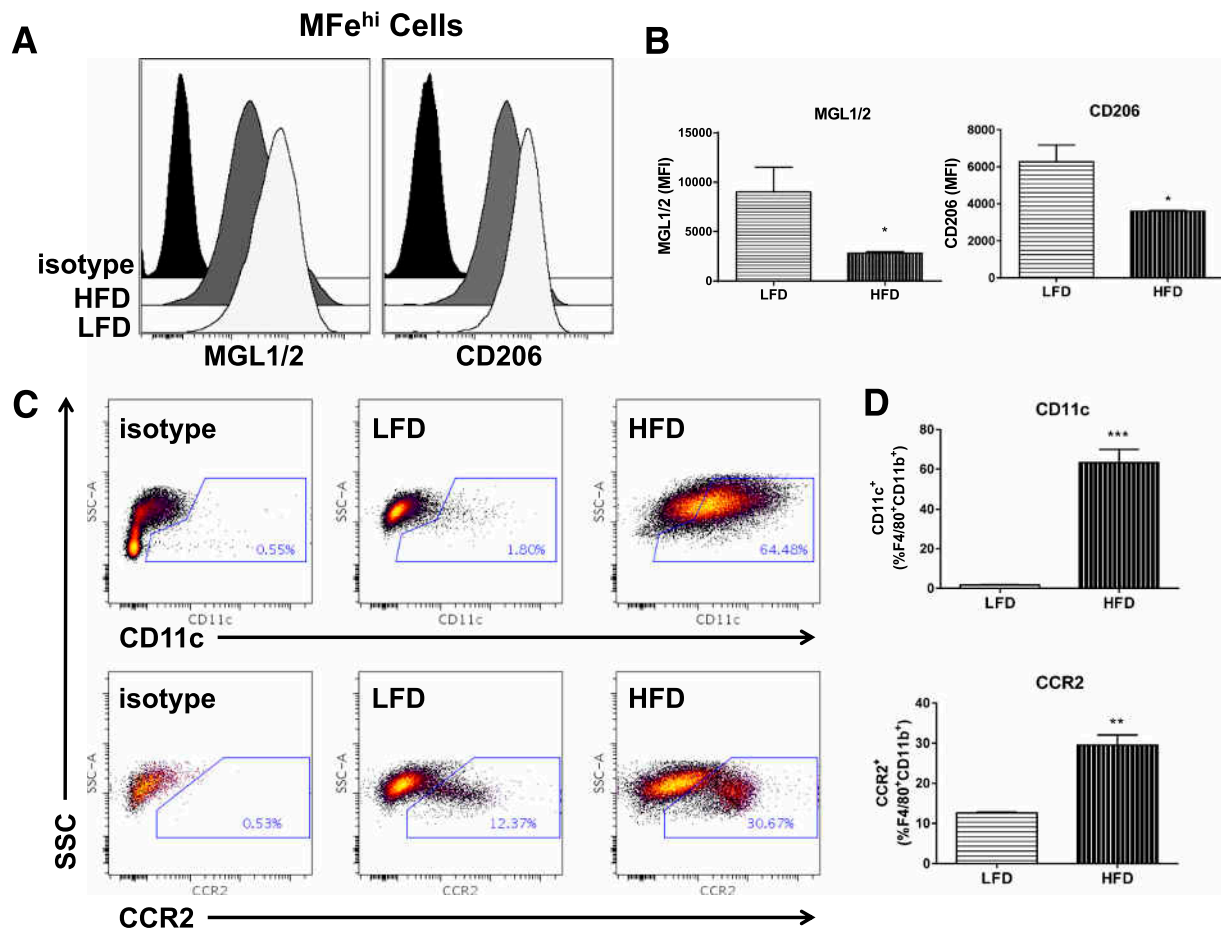 MFeʰⁱ Cells
A
isotype
HFD
LFD
MGL1/2
CD206
B
MGL1/2
MGL1/2 (MFI)
15000
10000
5000
0
*
LFD
HFD
CD206
CD206 (MFI)
8000
6000
4000
2000
0
*
LFD
HFD
C
SSC
isotype
SSC-A
0.55%
CD11c
LFD
SSC-A
1.80%
CD11c
HFD
SSC-A
64.48%
CD11c
CD11c
isotype
SSC-A
0.53%
CCR2
LFD
SSC-A
12.37%
CCR2
HFD
SSC-A
30.67%
CCR2
CCR2
D
CD11c
CD11c⁺
(%F4/80⁺CD11b⁺)
80
60
40
20
0
***
LFD
HFD
CCR2
CCR2⁺
(%F4/80⁺CD11b⁺)
40
30
20
10
0
**
LFD
HFD